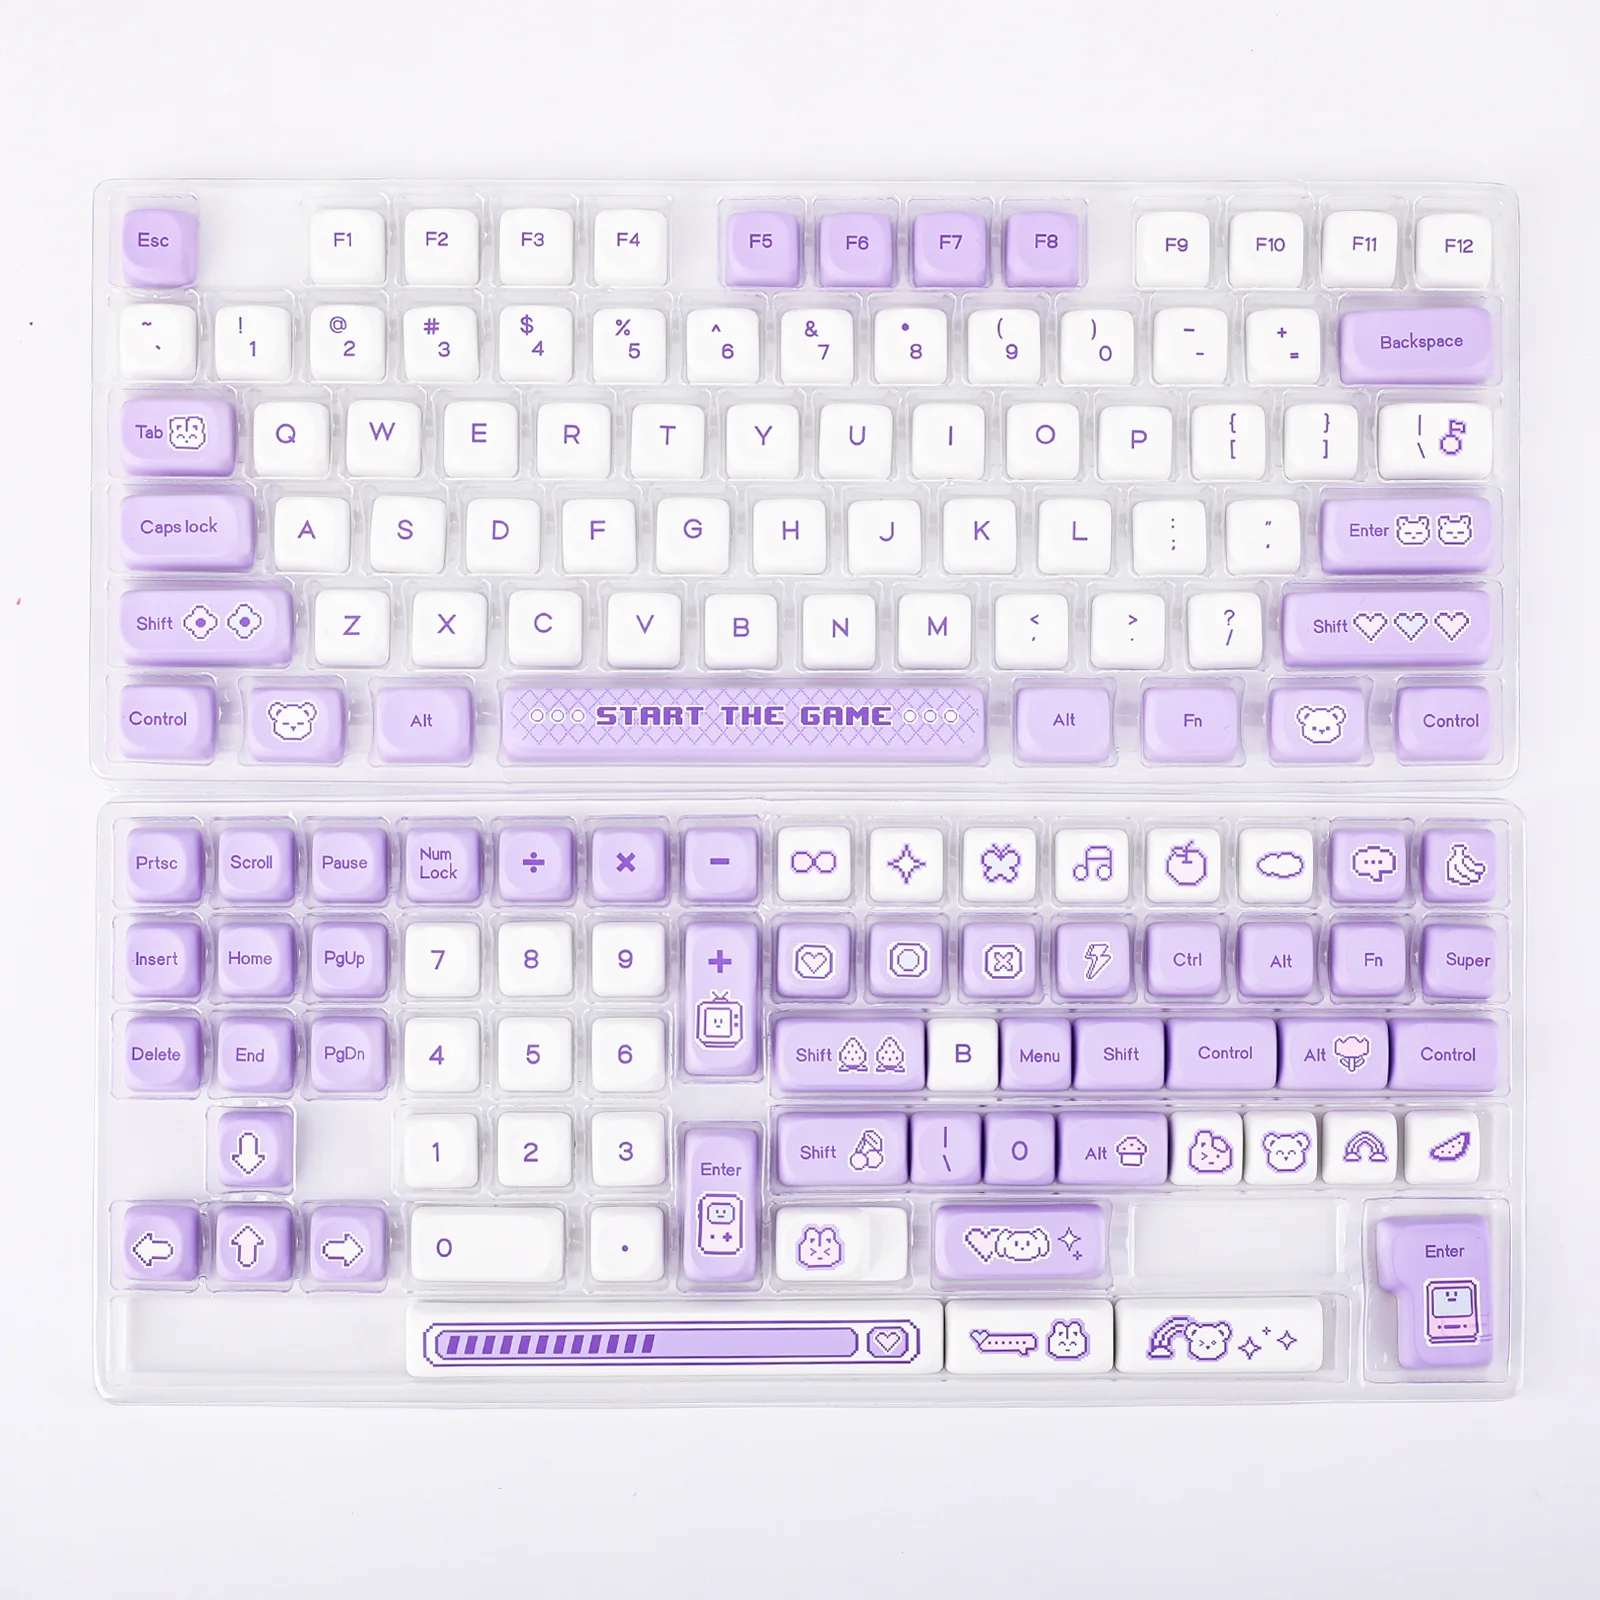 Esc F1 F2 F3 F4 F5 F6 F7 F8 F9 F10 F11 F12
~ ! @ # $ % ^ & • ( ) - +
` 1 2 3 4 5 6 7 8 9 0 - = Backspace
Tab Q W E R T Y U I O P { [ } ] | \
Caps lock A S D F G H J K L : ; " , Enter
Shift Z X C V B N M < , > . ? / Shift
Control Alt START THE GAME Alt Fn Control
Prtsc Scroll Pause Num Lock ÷ × -
Insert Home PgUp 7 8 9 + Ctrl Alt Fn Super
Delete End PgDn 4 5 6 Shift B Menu Shift Control Alt Control
1 2 3 Enter Shift | \ O Alt
0 . Enter